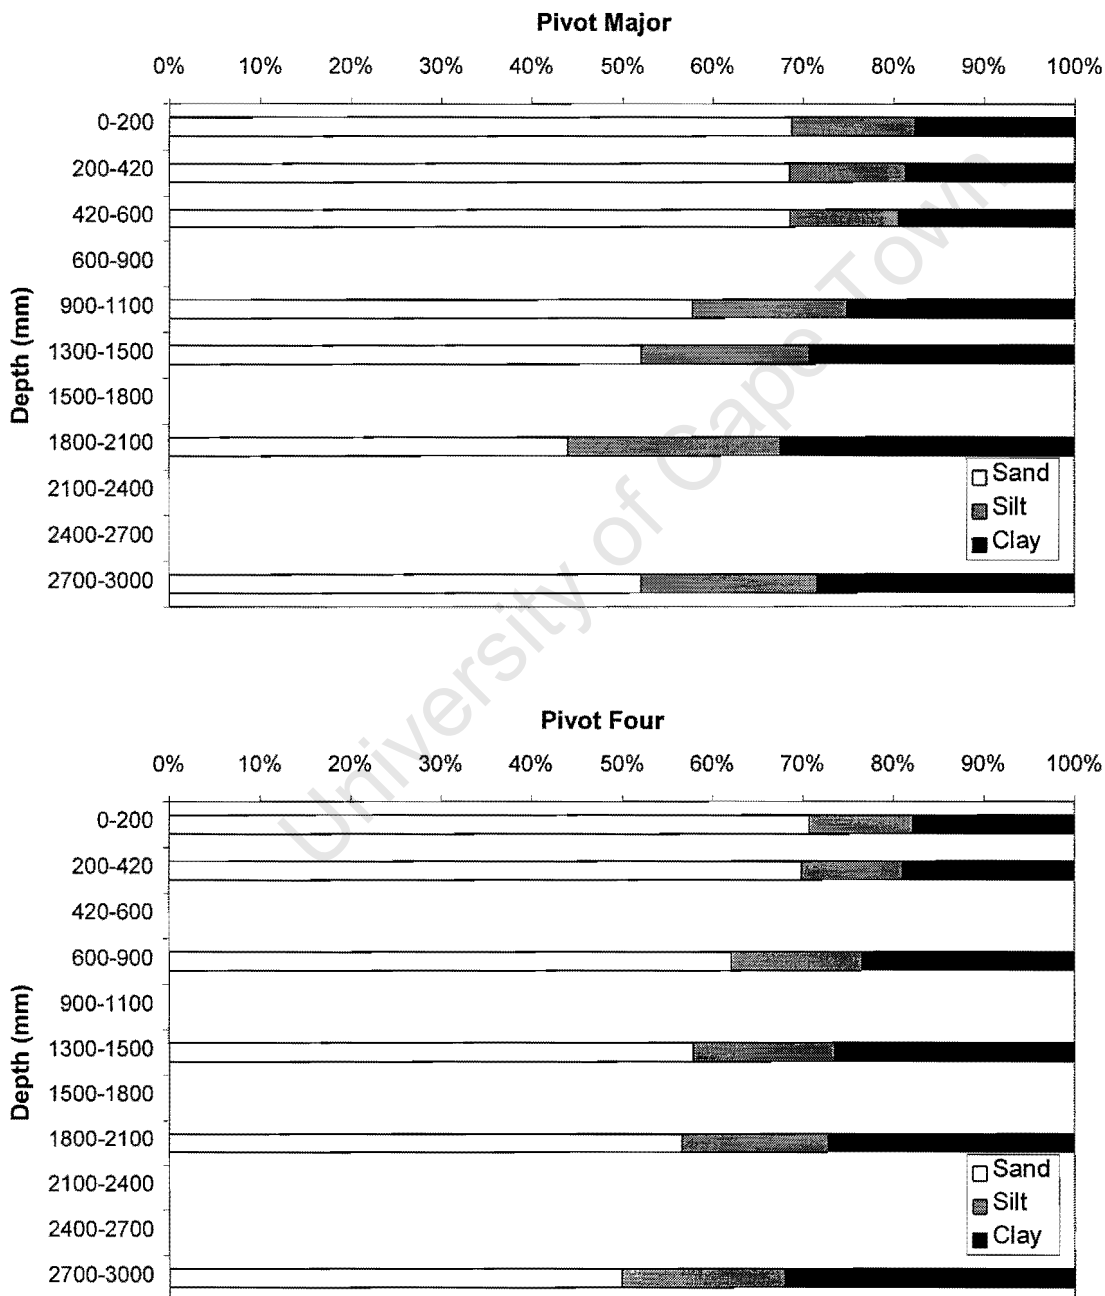 Pivot Major
0% 10% 20% 30% 40% 50% 60% 70% 80% 90% 100%
Depth (mm)
0-200
200-420
420-600
600-900
900-1100
1300-1500
1500-1800
1800-2100
2100-2400
2400-2700
2700-3000
Sand
Silt
Clay
University of Cape Town
Pivot Four
0% 10% 20% 30% 40% 50% 60% 70% 80% 90% 100%
Depth (mm)
0-200
200-420
420-600
600-900
900-1100
1300-1500
1500-1800
1800-2100
2100-2400
2400-2700
2700-3000
Sand
Silt
Clay